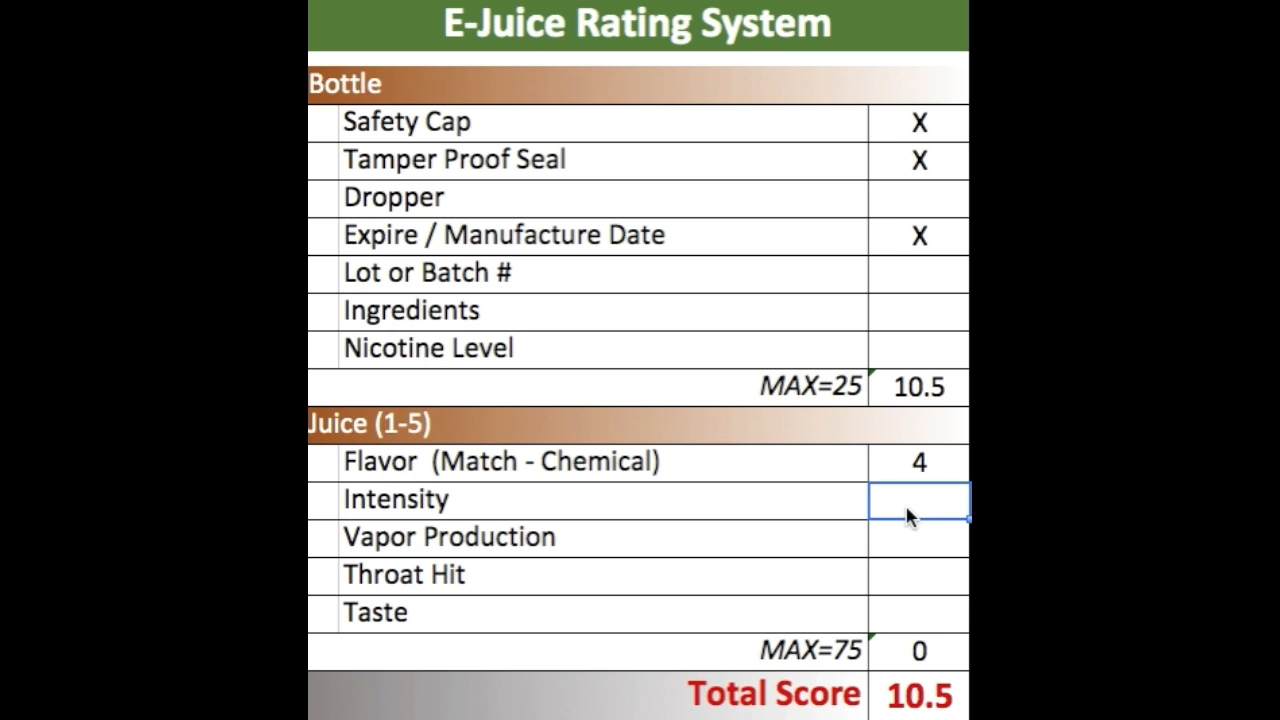 E-Juice Rating System
Bottle
Safety Cap X
Tamper Proof Seal X
Dropper
Expire / Manufacture Date X
Lot or Batch #
Ingredients
Nicotine Level
MAX=25 10.5
Juice (1-5)
Flavor (Match - Chemical) 4
Intensity
Vapor Production
Throat Hit
Taste
MAX=75 0
Total Score 10.5